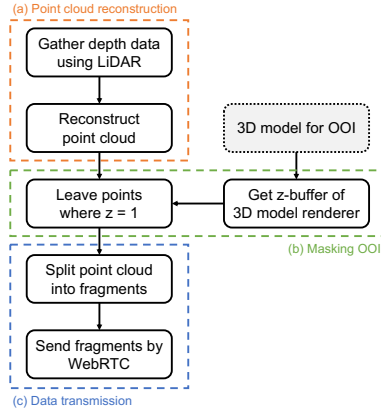 (a) Point cloud reconstruction
Gather depth data
using LiDAR
Reconstruct
point cloud
3D model for OOI
Leave points
where z = 1
Get z-buffer of
3D model renderer
(b) Masking OOI
Split point cloud
into fragments
Send fragments by
WebRTC
(c) Data transmission